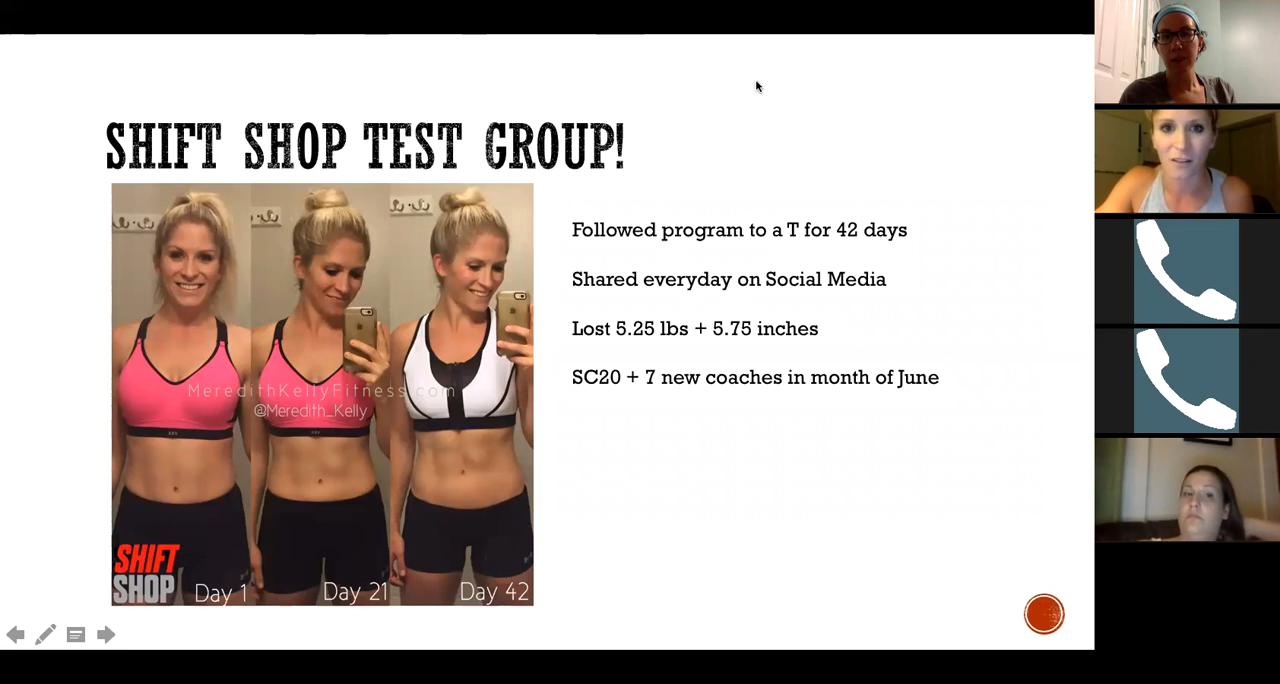 SHIFT SHOP TEST GROUP!
MeredithKellyFitness.com
@Meredith_Kelly
SHIFT
SHOP
Day 1
Day 21
Day 42
Followed program to a T for 42 days
Shared everyday on Social Media
Lost 5.25 lbs + 5.75 inches
SC20 + 7 new coaches in month of June